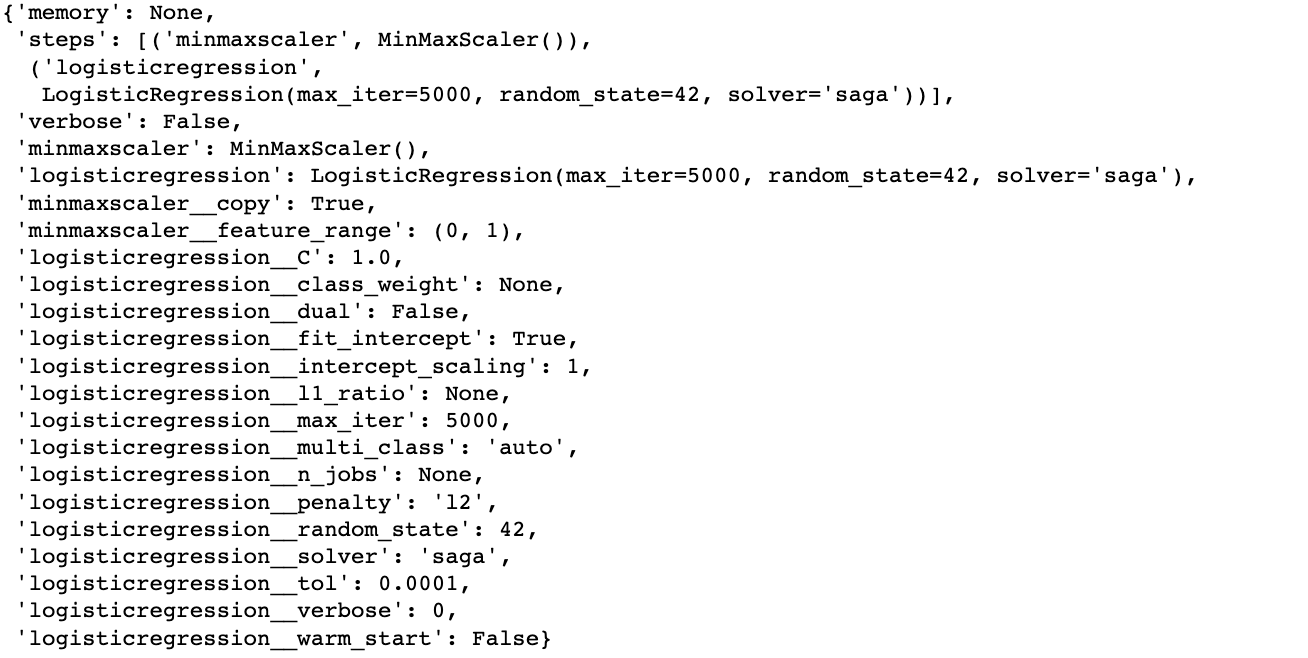 {'memory': None,
 'steps': [('minmaxscaler', MinMaxScaler()),
  ('logisticregression',
   LogisticRegression(max_iter=5000, random_state=42, solver='saga'))],
 'verbose': False,
 'minmaxscaler': MinMaxScaler(),
 'logisticregression': LogisticRegression(max_iter=5000, random_state=42, solver='saga'),
 'minmaxscaler__copy': True,
 'minmaxscaler__feature_range': (0, 1),
 'logisticregression__C': 1.0,
 'logisticregression__class_weight': None,
 'logisticregression__dual': False,
 'logisticregression__fit_intercept': True,
 'logisticregression__intercept_scaling': 1,
 'logisticregression__l1_ratio': None,
 'logisticregression__max_iter': 5000,
 'logisticregression__multi_class': 'auto',
 'logisticregression__n_jobs': None,
 'logisticregression__penalty': 'l2',
 'logisticregression__random_state': 42,
 'logisticregression__solver': 'saga',
 'logisticregression__tol': 0.0001,
 'logisticregression__verbose': 0,
 'logisticregression__warm_start': False}